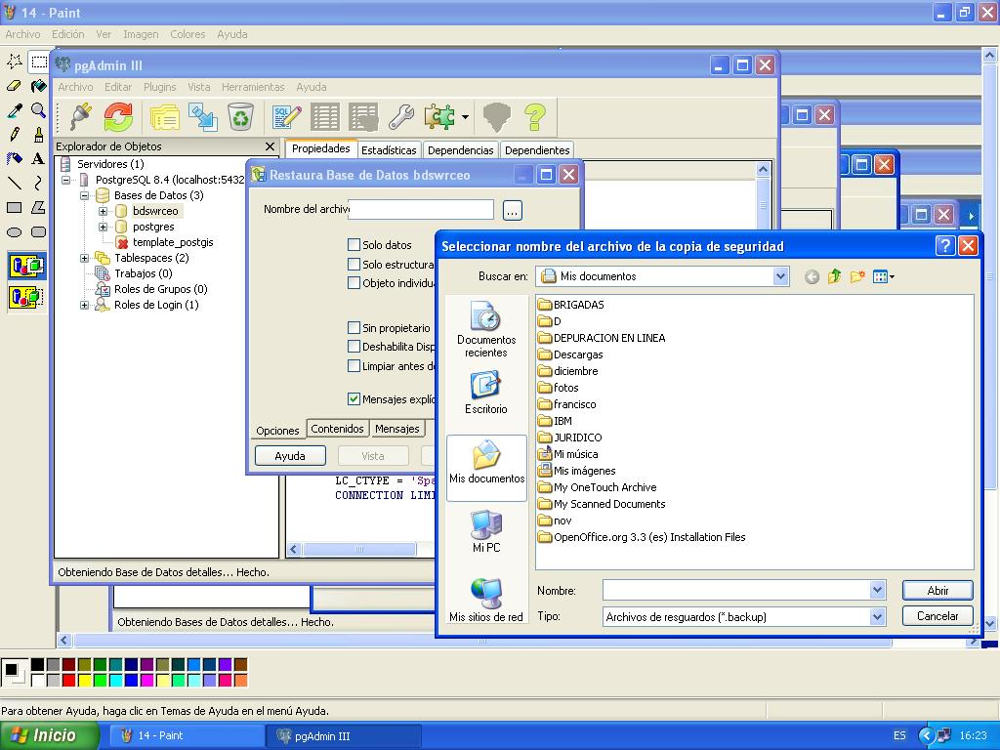 14 - Paint
Archivo Edición Ver Imagen Colores Ayuda
pgAdmin III
Archivo Editar Plugins Vista Herramientas Ayuda
SQL
Explorador de Objetos
Propiedades Estadísticas Dependencias Dependientes
Servidores (1)
PostgreSQL 8.4 (localhost:5432
Bases de Datos (3)
bdswrceo
postgres
template_postgis
Tablespaces (2)
Trabajos (0)
Roles de Grupos (0)
Roles de Login (1)
Restaura Base de Datos bdswrceo
Nombre del archivo
...
Solo datos
Solo estructura
Objeto individua
Sin propietario
Deshabilita Disp
Limpiar antes de
Mensajes explíc
Opciones Contenidos Mensajes
Ayuda Vista
LC_CTYPE = 'Spa
CONNECTION LIMI
Obteniendo Base de Datos detalles... Hecho.
Obteniendo Bases de Datos detalles... Hecho.
Seleccionar nombre del archivo de la copia de seguridad
Buscar en: Mis documentos
Documentos
recientes
Escritorio
Mis documentos
Mi PC
Mis sitios de red
BRIGADAS
D
DEPURACION EN LINEA
Descargas
diciembre
fotos
francisco
IBM
JURIDICO
Mi música
Mis imágenes
My OneTouch Archive
My Scanned Documents
nov
OpenOffice.org 3.3 (es) Installation Files
Nombre:
Abrir
Tipo: Archivos de resguardos (*.backup)
Cancelar
Para obtener Ayuda, haga clic en Temas de Ayuda en el menú Ayuda.
Inicio 14 - Paint pgAdmin III ES 16:23